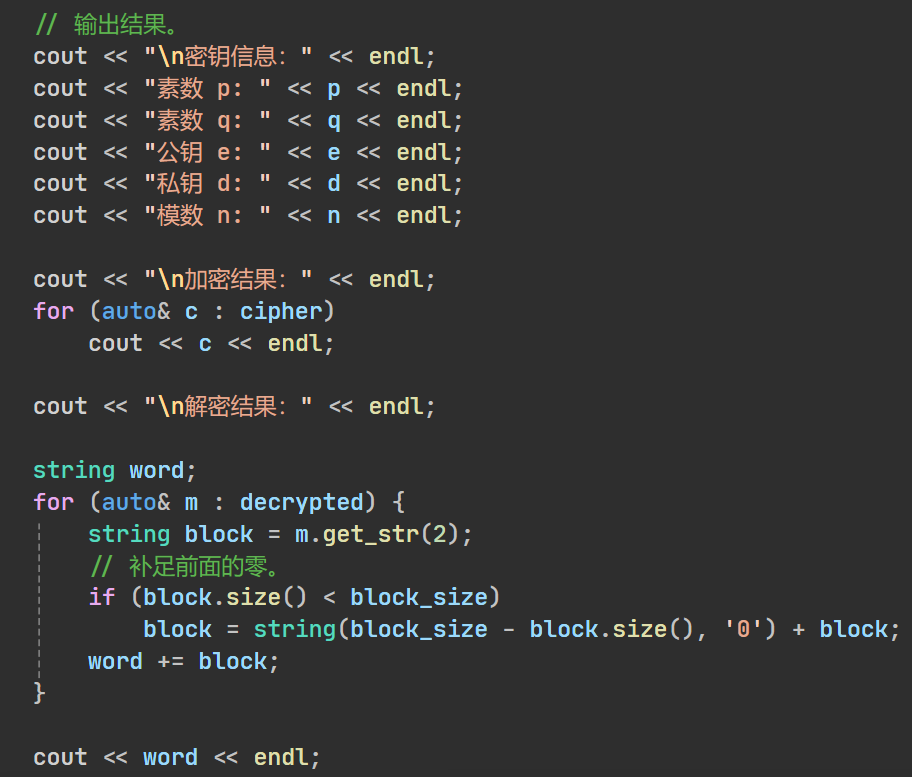 // 输出结果。
cout << "\n密钥信息：" << endl;
cout << "素数 p: " << p << endl;
cout << "素数 q: " << q << endl;
cout << "公钥 e: " << e << endl;
cout << "私钥 d: " << d << endl;
cout << "模数 n: " << n << endl;
cout << "\n加密结果：" << endl;
for (auto& c : cipher)
    cout << c << endl;
cout << "\n解密结果：" << endl;
string word;
for (auto& m : decrypted) {
    string block = m.get_str(2);
    // 补足前面的零。
    if (block.size() < block_size)
        block = string(block_size - block.size(), '0') + block;
    word += block;
}
cout << word << endl;